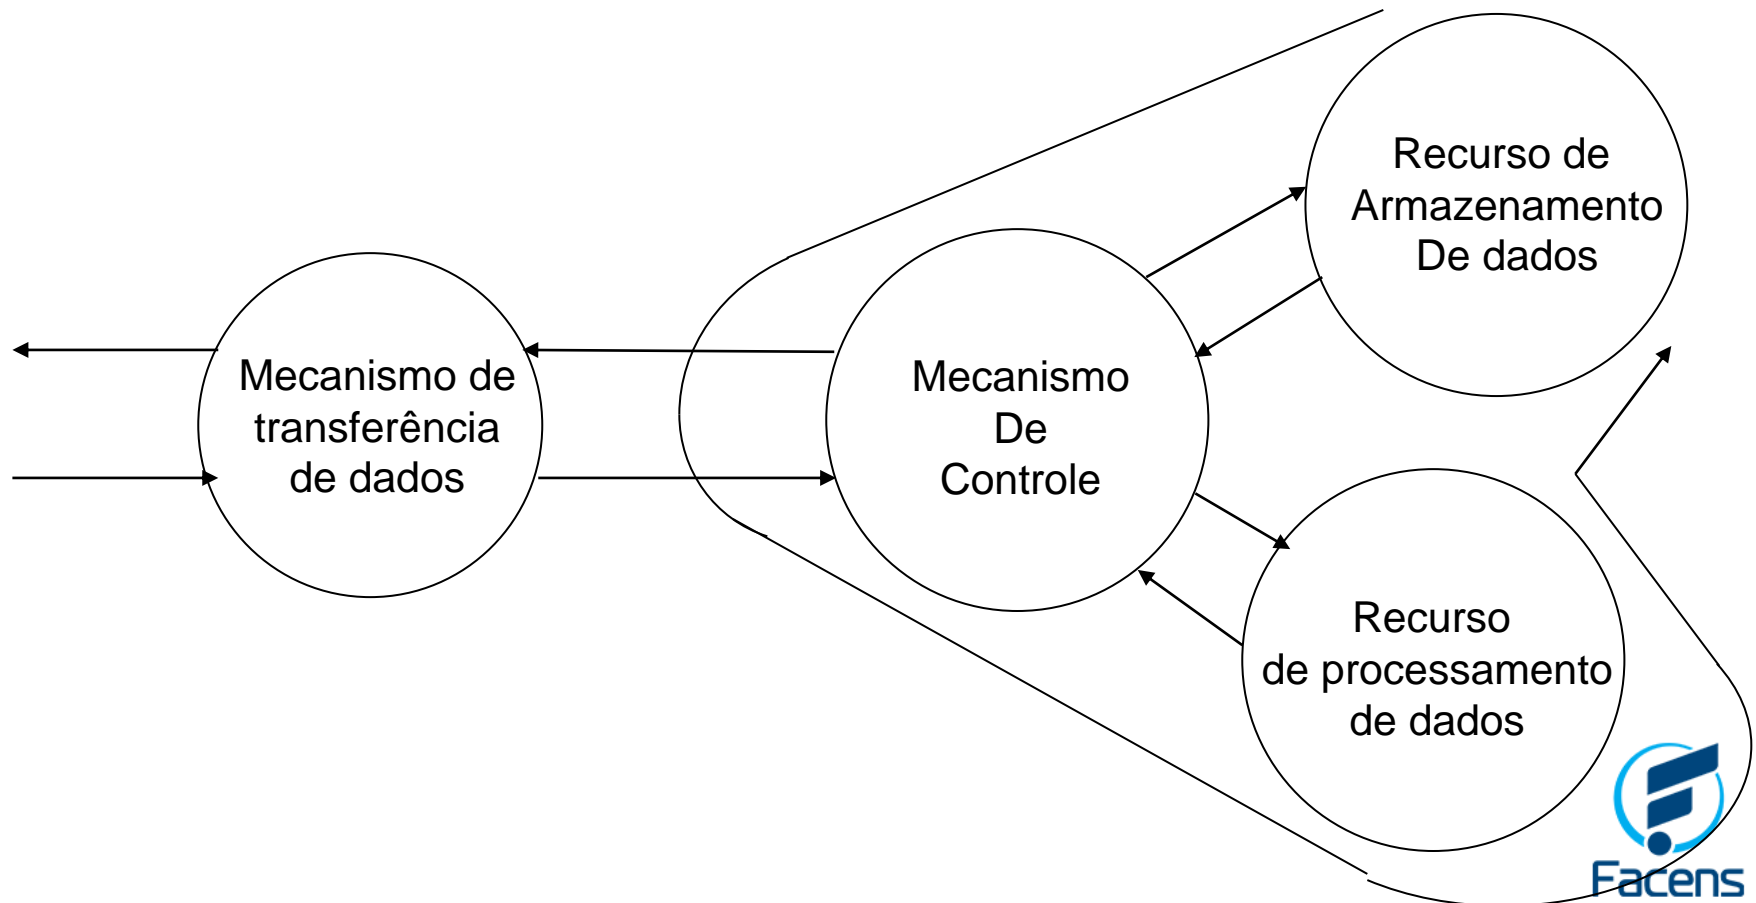 Mecanismo de
transferência
de dados
Mecanismo
De
Controle
Recurso de
Armazenamento
De dados
Recurso
de processamento
de dados
Facens